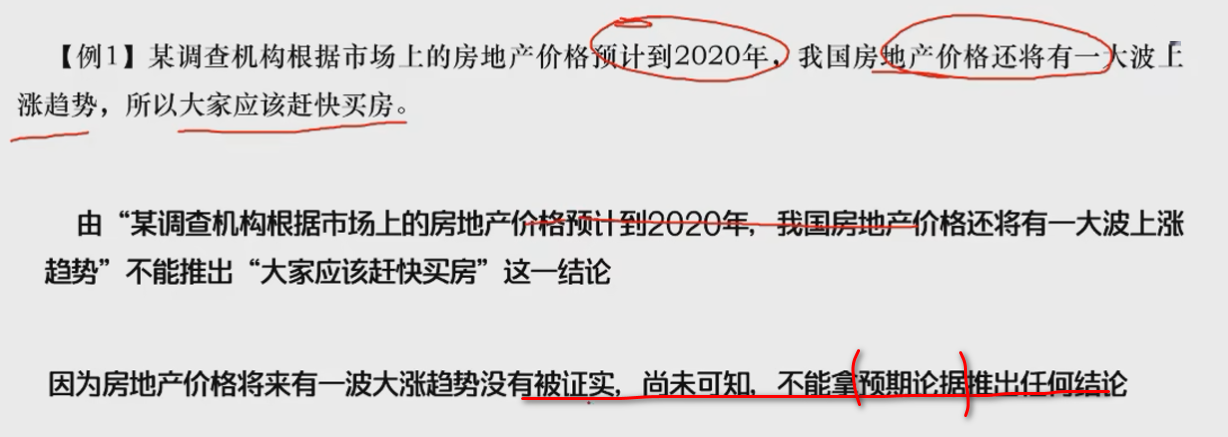 【例1】某调查机构根据市场上的房地产价格预计到2020年，我国房地产价格还将有一大波上
涨趋势，所以大家应该赶快买房。
由“某调查机构根据市场上的房地产价格预计到2020年，我国房地产价格还将有一大波上涨
趋势”不能推出“大家应该赶快买房”这一结论
因为房地产价格将来有一波大涨趋势没有被证实，尚未可知，不能拿预期论据推出任何结论